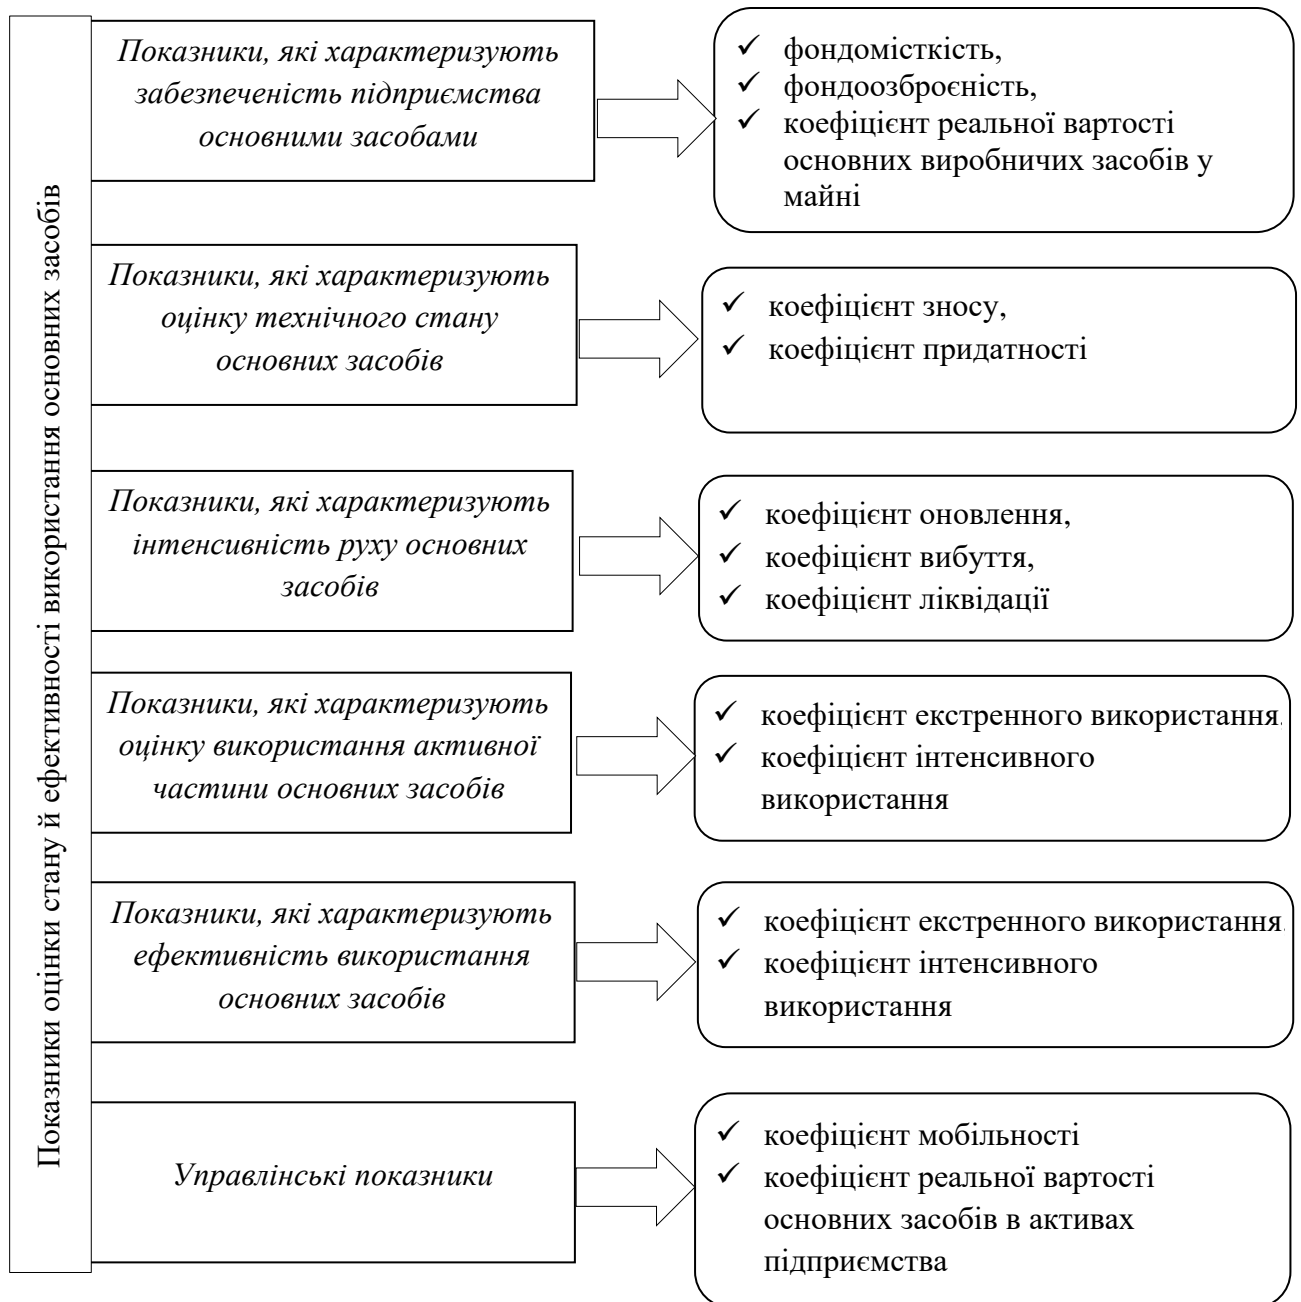 Показники оцінки стану й ефективності використання основних засобів
Показники, які характеризують
забезпеченість підприємства
основними засобами
✓ фондомісткість,
✓ фондоозброєність,
✓ коефіцієнт реальної вартості
основних виробничих засобів у
майні
Показники, які характеризують
оцінку технічного стану
основних засобів
✓ коефіцієнт зносу,
✓ коефіцієнт придатності
Показники, які характеризують
інтенсивність руху основних
засобів
✓ коефіцієнт оновлення,
✓ коефіцієнт вибуття,
✓ коефіцієнт ліквідації
Показники, які характеризують
оцінку використання активної
частини основних засобів
✓ коефіцієнт екстренного використання.
✓ коефіцієнт інтенсивного
використання
Показники, які характеризують
ефективність використання
основних засобів
✓ коефіцієнт екстренного використання.
✓ коефіцієнт інтенсивного
використання
Управлінські показники
✓ коефіцієнт мобільності
✓ коефіцієнт реальної вартості
основних засобів в активах
підприємства